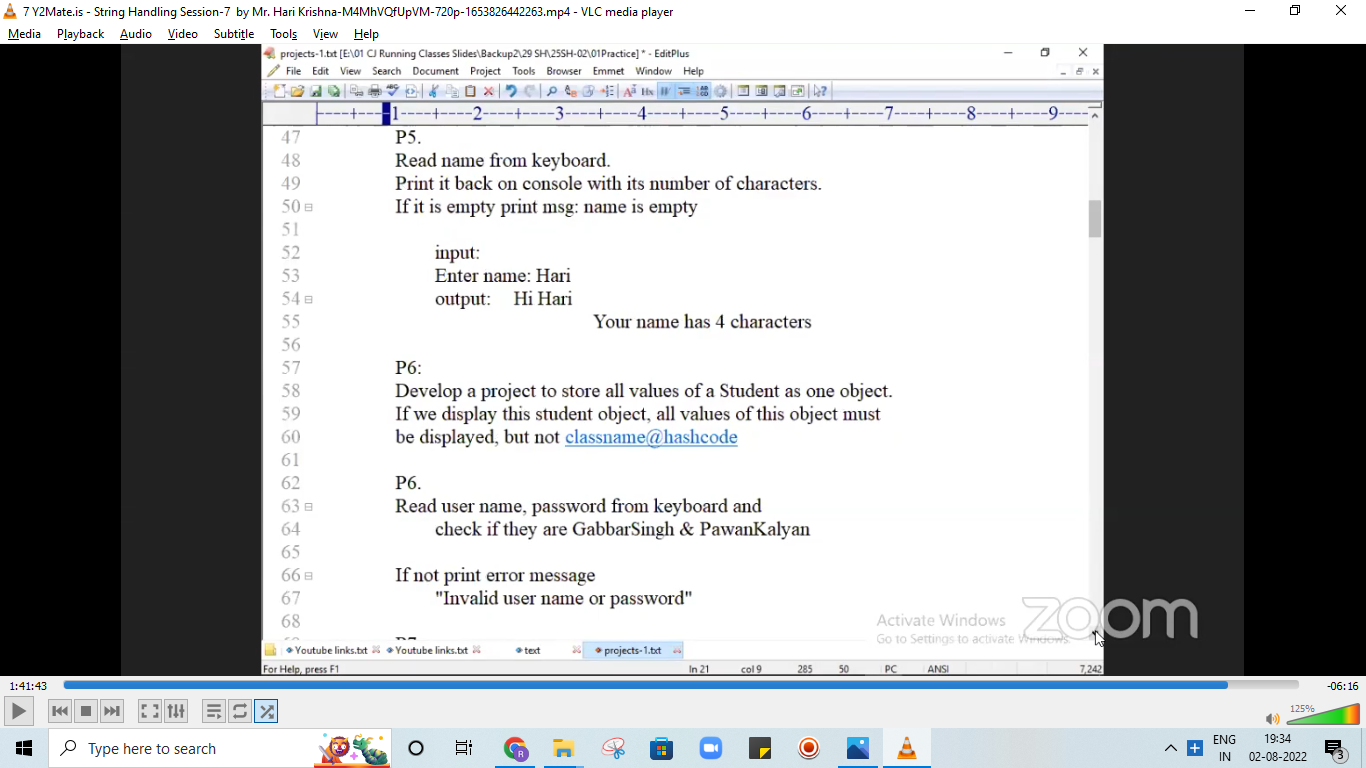 7 Y2Mate.is - String Handling Session-7 by Mr. Hari Krishna-M4MhVQfUpVM-720p-1653826442263.mp4 - VLC media player
Media Playback Audio Video Subtitle Tools View Help
projects-1.txt [E:\01 CJ Running Classes Slides\Backup2\29 SH\25SH-02\01Practice] * - EditPlus
File Edit View Search Document Project Tools Browser Emmet Window Help
----+----1----+----2----+----3----+----4----+----5----+----6----+----7----+----8----+----9----
47 P5.
48 Read name from keyboard.
49 Print it back on console with its number of characters.
50 If it is empty print msg: name is empty
51
52 input:
53 Enter name: Hari
54 output: Hi Hari
55 Your name has 4 characters
56
57 P6:
58 Develop a project to store all values of a Student as one object.
59 If we display this student object, all values of this object must
60 be displayed, but not classname@hashcode
61
62 P6.
63 Read user name, password from keyboard and
64 check if they are GabbarSingh & PawanKalyan
65
66 If not print error message
67 "Invalid user name or password"
68
Activate Windows
Go to Settings to activate Windows.
zoom
Youtube links.txt Youtube links.txt text projects-1.txt
For Help, press F1 ln 21 col 9 285 50 PC ANSI 7,242
1:41:43 -06:16
125%
Type here to search
ENG
IN
19:34
02-08-2022
3